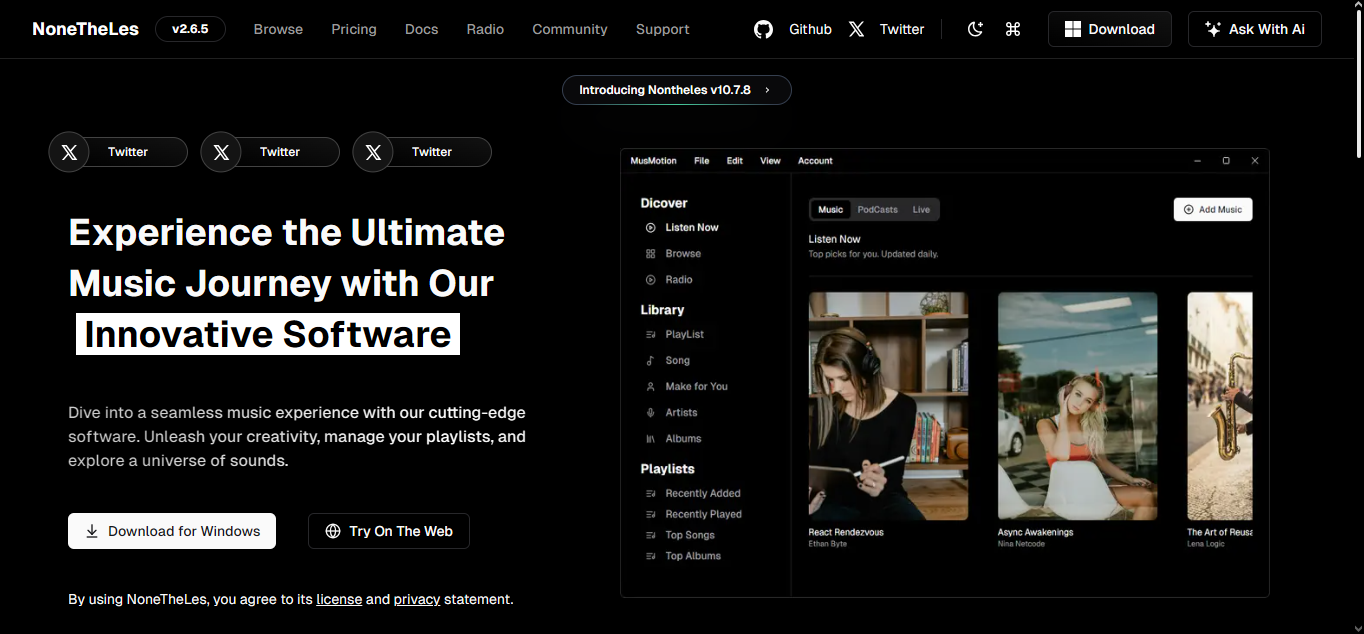 NoneTheLes v2.6.5 Browse Pricing Docs Radio Community Support Github Twitter Download Ask With Ai
Introducing Nontheles v10.7.8
Twitter Twitter Twitter
Experience the Ultimate
Music Journey with Our
Innovative Software
Dive into a seamless music experience with our cutting-edge
software. Unleash your creativity, manage your playlists, and
explore a universe of sounds.
Download for Windows Try On The Web
By using NoneTheLes, you agree to its license and privacy statement.
MusMotion File Edit View Account
Dicover
Listen Now
Browse
Radio
Library
PlayList
Song
Make for You
Artists
Albums
Playlists
Recently Added
Recently Played
Top Songs
Top Albums
Music PodCasts Live Add Music
Listen Now
Top picks for you. Updated daily.
React Rendezvous
Ethan Byte
Async Awakenings
Nina Netcode
The Art of Reusa
Lena Logic